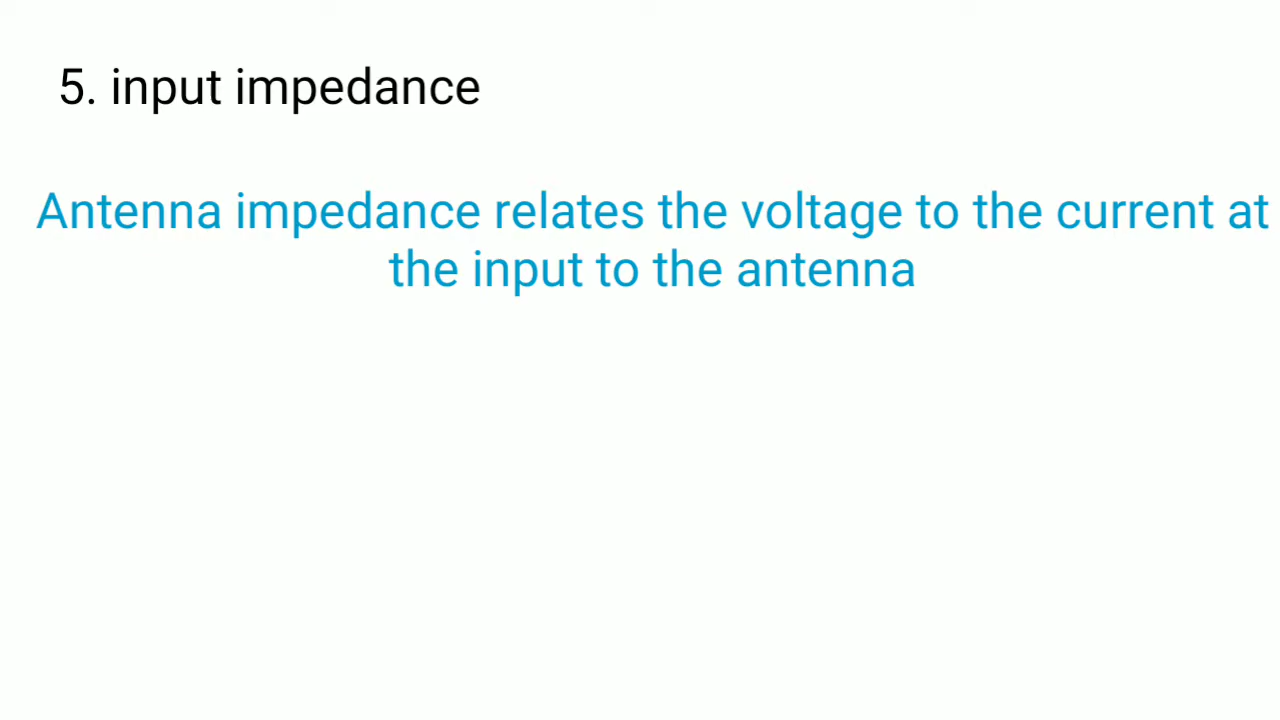 5. input impedance
Antenna impedance relates the voltage to the current at
the input to the antenna